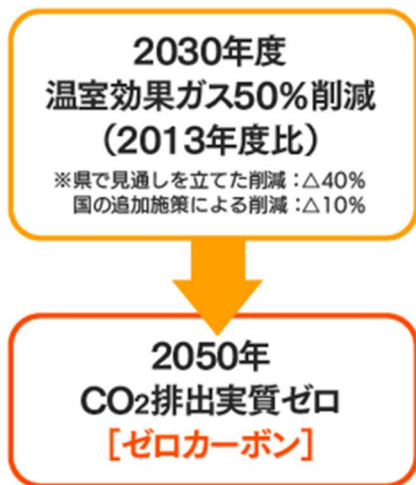 2030年度
温室効果ガス50%削減
（2013年度比）
※県で見通しを立てた削減：△40%
国の追加施策による削減：△10%
2050年
CO₂排出実質ゼロ
［ゼロカーボン］